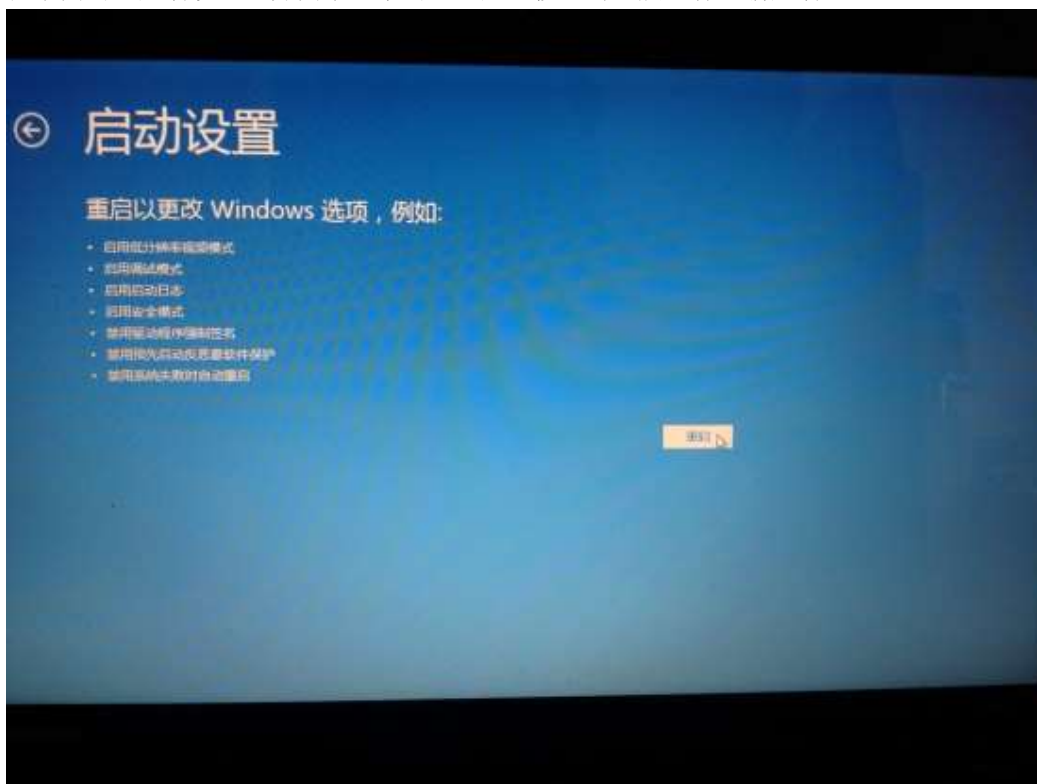 启动设置
重启以更改 Windows 选项，例如:
启用低分辨率视频模式
启用调试模式
启用启动日志
启用安全模式
禁用驱动程序强制签名
禁用预先启动反恶意软件保护
禁用系统失败时自动重启
重启